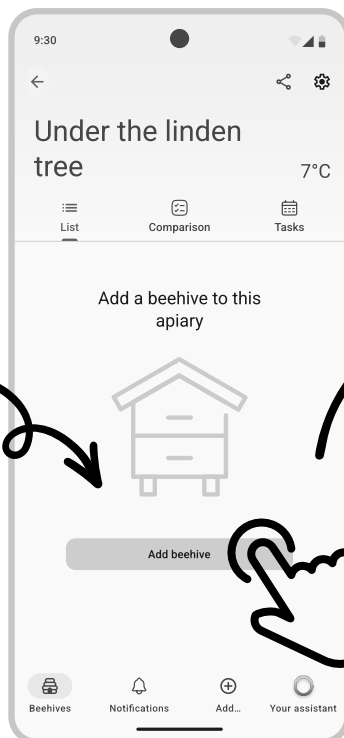 9:30
Under the linden
tree
7°C
List
Comparison
Tasks
Add a beehive to this
apiary
Add beehive
Beehives
Notifications
Add...
Your assistant